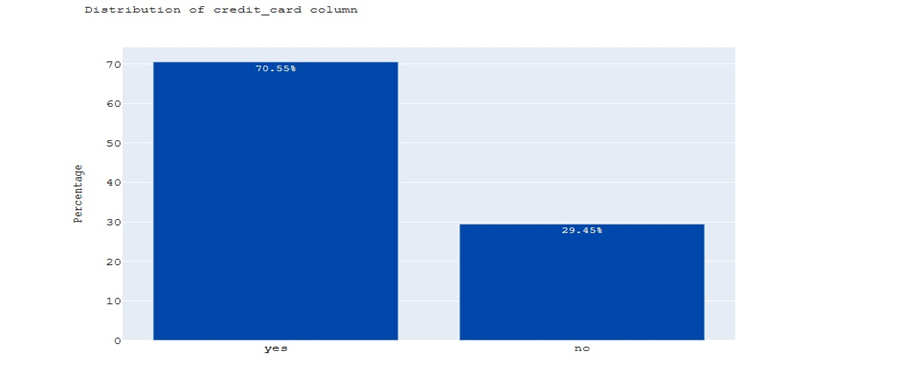 Distribution of credit_card column
Percentage
70
60
50
40
30
20
10
0
70.55%
29.45%
yes
no